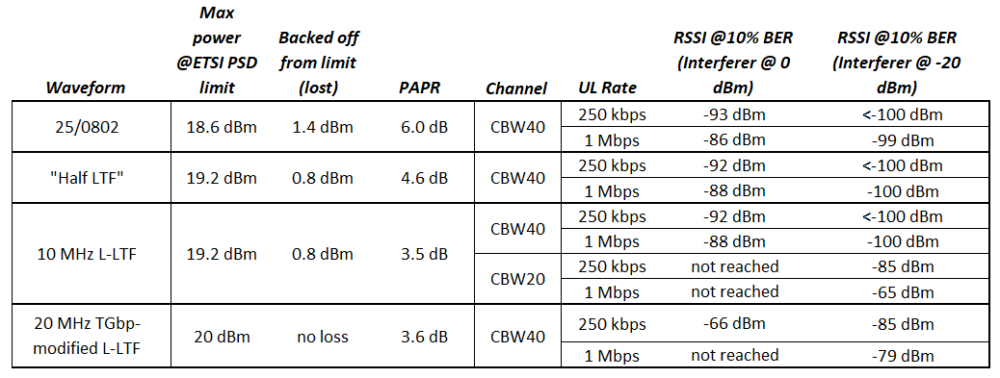 Waveform Max power @ETSI PSD limit Backed off from limit (lost) PAPR Channel UL Rate RSSI @10% BER (Interferer @ 0 dBm) RSSI @10% BER (Interferer @ -20 dBm)
25/0802 18.6 dBm 1.4 dBm 6.0 dB CBW40 250 kbps -93 dBm <-100 dBm
1 Mbps -86 dBm -99 dBm
"Half LTF" 19.2 dBm 0.8 dBm 4.6 dB CBW40 250 kbps -92 dBm <-100 dBm
1 Mbps -88 dBm -100 dBm
10 MHz L-LTF 19.2 dBm 0.8 dBm 3.5 dB CBW40 250 kbps -92 dBm <-100 dBm
1 Mbps -88 dBm -100 dBm
CBW20 250 kbps not reached -85 dBm
1 Mbps not reached -65 dBm
20 MHz TGbp-modified L-LTF 20 dBm no loss 3.6 dB CBW40 250 kbps -66 dBm -85 dBm
1 Mbps not reached -79 dBm